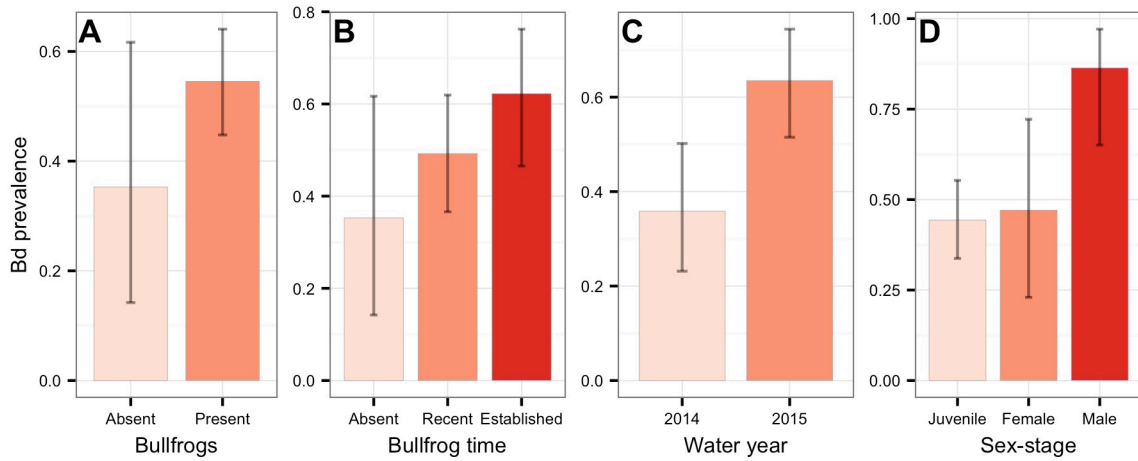 A
B
C
D
Bd prevalence
0.6
0.4
0.2
0.0
Absent
Present
Bullfrogs
0.8
0.6
0.4
0.2
0.0
Absent
Recent
Established
Bullfrog time
0.6
0.4
0.2
0.0
2014
2015
Water year
1.00
0.75
0.50
0.25
0.00
Juvenile
Female
Male
Sex-stage